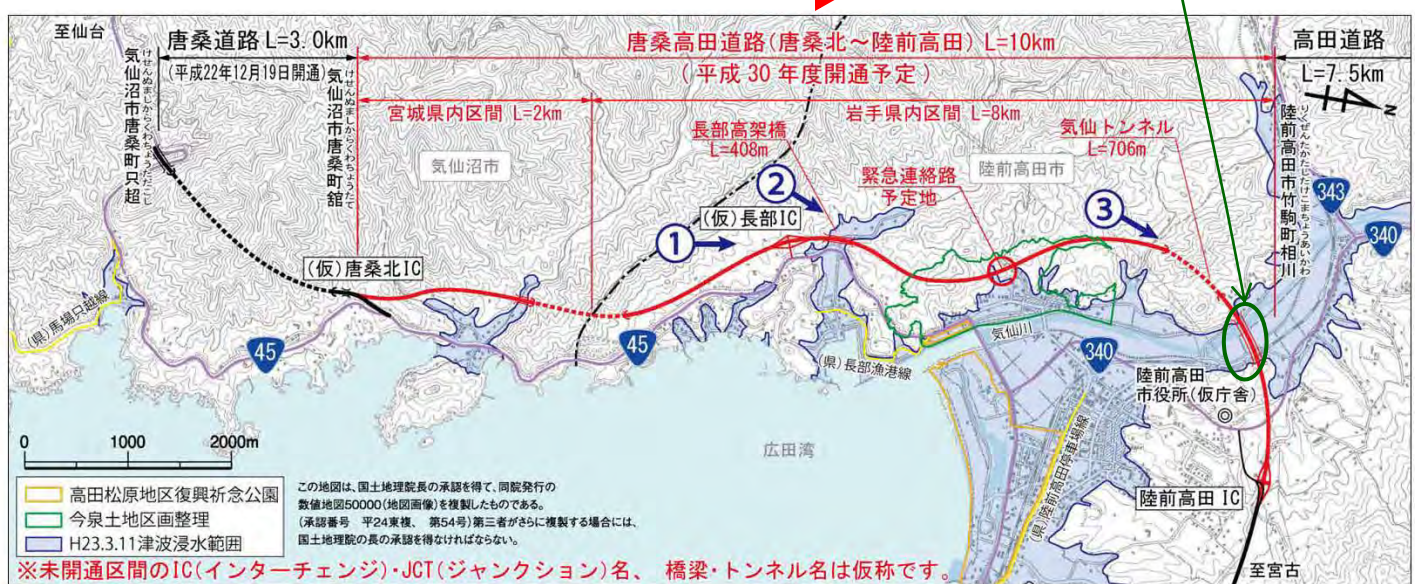 至仙台
唐桑道路 L=3.0km
(平成22年12月19日開通)
気仙沼市唐桑町只超
けせんぬましからくわちょうただこし
気仙沼市唐桑町館
けせんぬましからくわちょうたて
唐桑高田道路(唐桑北～陸前高田) L=10km
(平成30年度開通予定)
宮城県内区間 L=2km
岩手県内区間 L=8km
高田道路
L=7.5km
N
陸前高田市竹駒町相川
りくぜんたかたしたけこまちょうあいかわ
長部高架橋
L=408m
気仙トンネル
L=706m
気仙沼市
陸前高田市
緊急連絡路
予定地
①
②
③
(仮)長部IC
(仮)唐桑北IC
343
340
(県)馬場只越線
45
45
(県)長部漁港線
気仙川
340
陸前高田
市役所(仮庁舎)
(県)陸前高田停車場線
陸前高田 IC
至宮古
広田湾
0 1000 2000m
高田松原地区復興祈念公園
今泉土地区画整理
H23.3.11津波浸水範囲
この地図は、国土地理院長の承認を得て、同院発行の
数値地図50000(地図画像)を複製したものである。
(承認番号 平24東複、 第54号)第三者がさらに複製する場合には、
国土地理院の長の承認を得なければならない。
※未開通区間のIC(インターチェンジ)･JCT(ジャンクション)名、 橋梁･トンネル名は仮称です。